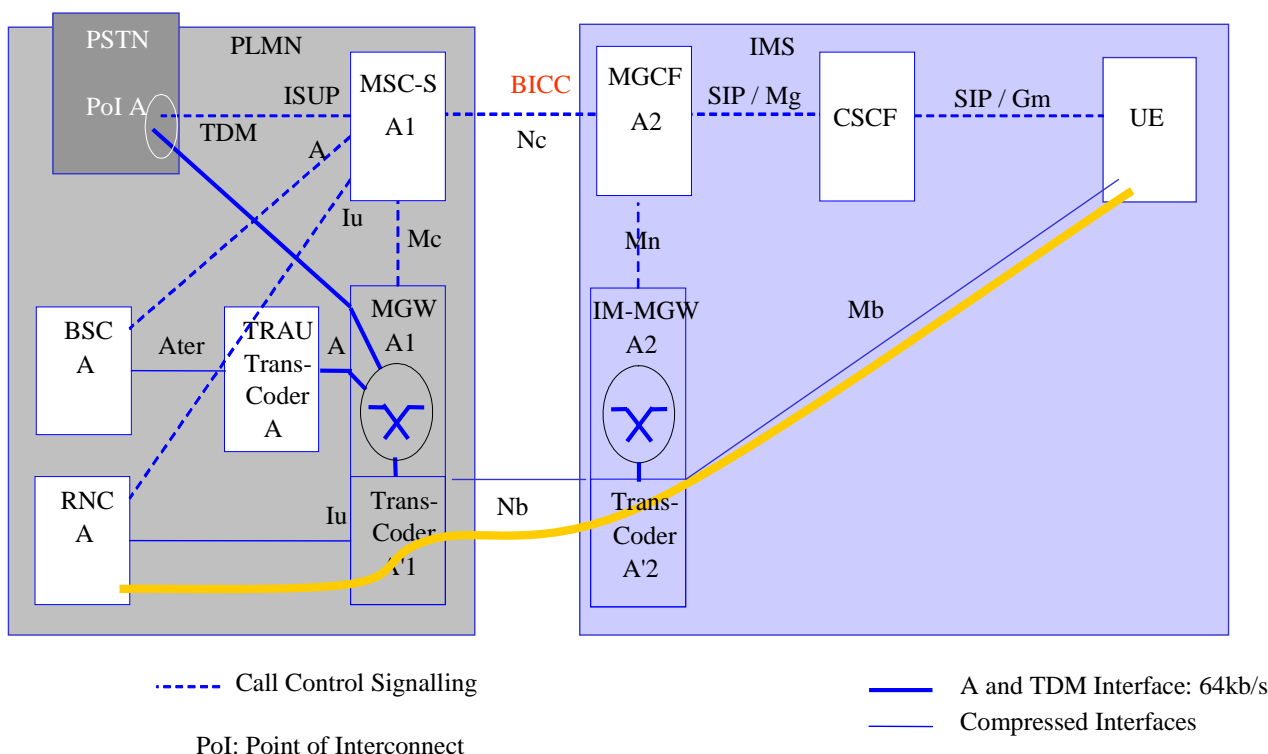 PSTN
PLMN
IMS
PoI A
ISUP
TDM
MSC-S
A1
BICC
Nc
MGCF
A2
SIP / Mg
CSCF
SIP / Gm
UE
A
Iu
Mc
Mn
Mb
BSC
A
Ater
TRAU
Trans-
Coder
A
A
MGW
A1
IM-MGW
A2
RNC
A
Iu
Trans-
Coder
A'1
Nb
Trans-
Coder
A'2
Call Control Signalling
PoI: Point of Interconnect
A and TDM Interface: 64kb/s
Compressed Interfaces